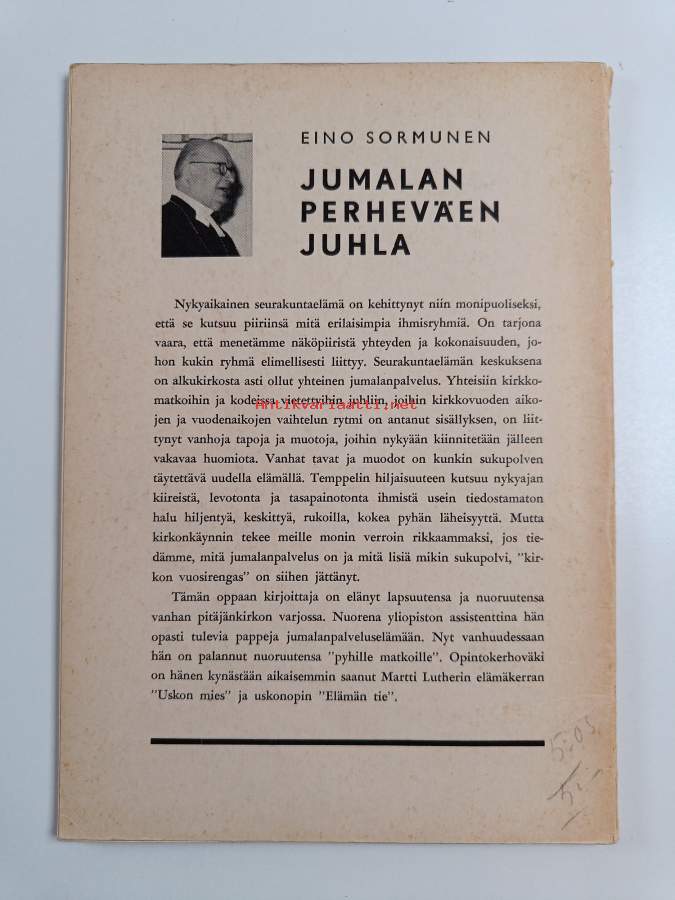 EINO SORMUNEN
JUMALAN
PERHEVÄEN
JUHLA
Nykyaikainen seurakuntaelämä on kehittynyt niin monipuoliseksi,
että se kutsuu piiriinsä mitä erilaisimpia ihmisryhmiä. On tarjona
vaara, että menetämme näköpiiristä yhteyden ja kokonaisuuden, jo-
hon kukin ryhmä elimellisesti liittyy. Seurakuntaelämän keskuksena
on alkukirkosta asti ollut yhteinen jumalanpalvelus. Yhteisiin kirkko-
matkoihin ja kodeissa vietettyihin juhliin, joihin kirkkovuoden aiko-
Antikvariaatti.net
jen ja vuodenaikojen vaihtelun rytmi on antanut sisällyksen, on liit-
tynyt vanhoja tapoja ja muotoja, joihin nykyään kiinnitetään jälleen
vakavaa huomiota. Vanhat tavat ja muodot on kunkin sukupolven
täytettävä uudella elämällä. Temppelin hiljaisuuteen kutsuu nykyajan
kiireistä, levotonta ja tasapainotonta ihmistä usein tiedostamaton
halu hiljentyä, keskittyä, rukoilla, kokea pyhän läheisyyttä. Mutta
kirkonkäynnin tekee meille monin verroin rikkaammaksi, jos tie-
dämme, mitä jumalanpalvelus on ja mitä lisiä mikin sukupolvi, "kir-
kon vuosirengas" on siihen jättänyt.
Tämän oppaan kirjoittaja on elänyt lapsuutensa ja nuoruutensa
vanhan pitäjänkirkon varjossa. Nuorena yliopiston assistenttina hän
opasti tulevia pappeja jumalanpalveluselämään. Nyt vanhuudessaan
hän on palannut nuoruutensa "pyhille matkoille". Opintokerhoväki
on hänen kynästään aikaisemmin saanut Martti Lutherin elämäkerran
"Uskon mies" ja uskonopin "Elämän tie".